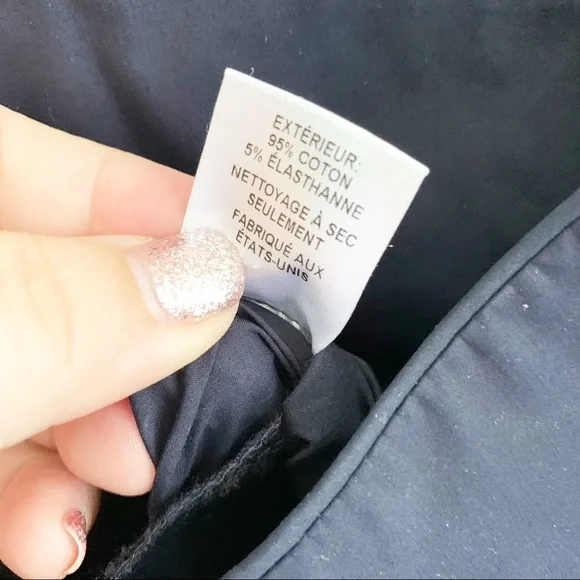 EXTÉRIEUR:
95% COTON
5% ÉLASTHANNE
NETTOYAGE À SEC
SEULEMENT
FABRIQUÉ AUX
ÉTATS-UNIS